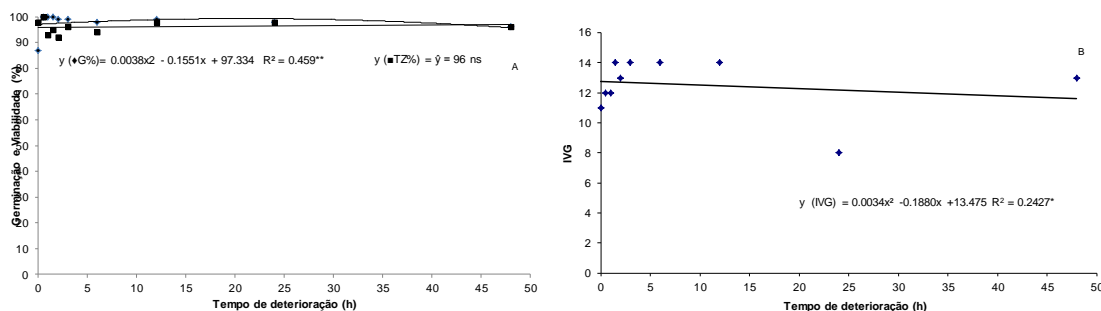 100
90
80
70
60
50
40
30
20
10
0
Germinação e Viabilidade (%)
y (♦G%)= 0.0038x2 - 0.1551x + 97.334 R² = 0.459**
y (■TZ%) = ŷ = 96 ns
A
0 5 10 15 20 25 30 35 40 45 50
Tempo de deterioração (h)
16
14
12
10
8
6
4
2
0
IVG
B
y (IVG) = 0.0034x² -0.1880x +13.475 R² = 0.2427*
0 5 10 15 20 25 30 35 40 45 50
Tempo de deterioração (h)